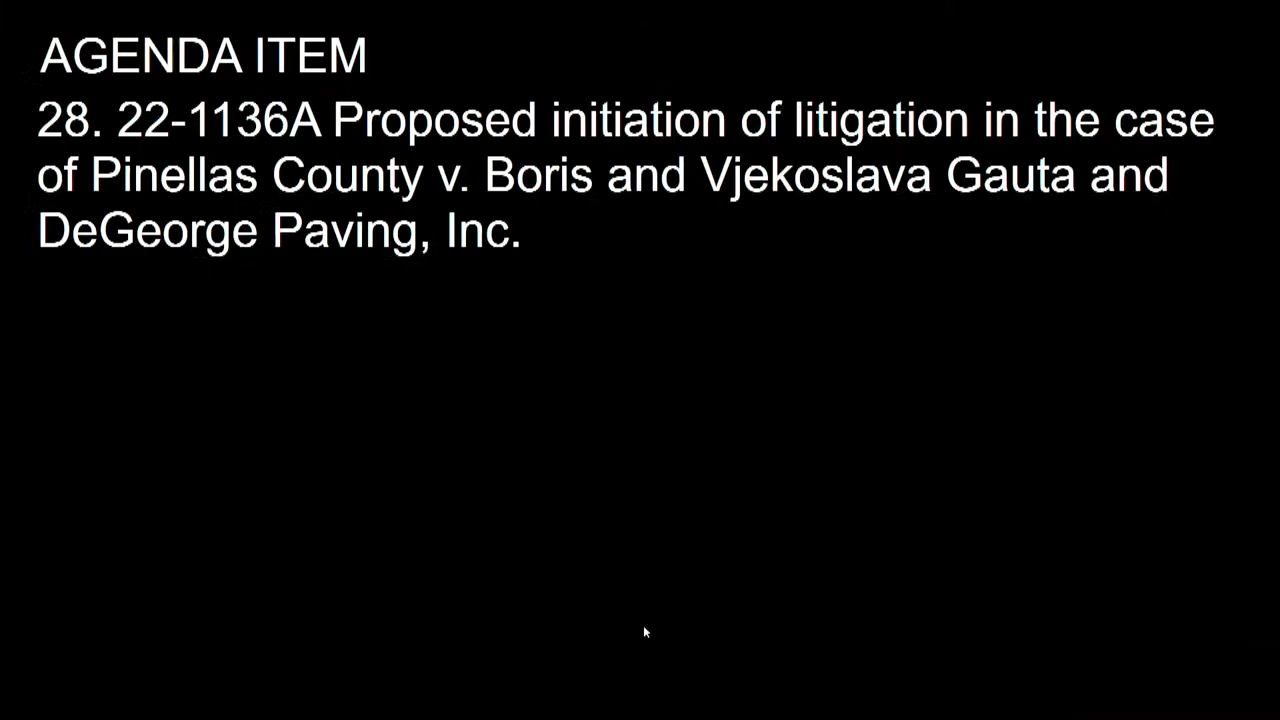 AGENDA ITEM
28. 22-1136A Proposed initiation of litigation in the case
of Pinellas County v. Boris and Vjekoslava Gauta and
DeGeorge Paving, Inc.